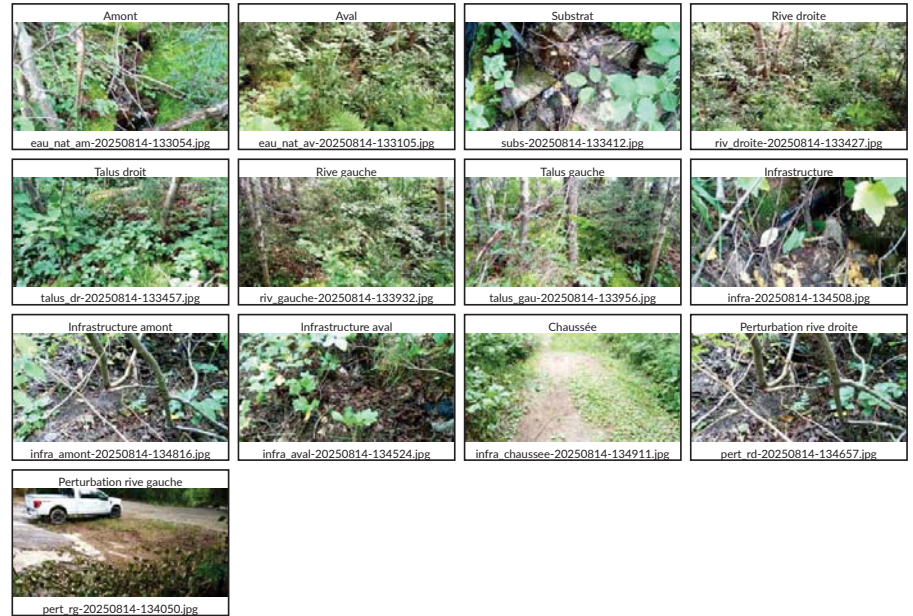 Amont
eau_nat_am-20250814-133054.jpg
Aval
eau_nat_av-20250814-133105.jpg
Substrat
subs-20250814-133412.jpg
Rive droite
riv_droite-20250814-133427.jpg
Talus droit
talus_dr-20250814-133457.jpg
Rive gauche
riv_gauche-20250814-133932.jpg
Talus gauche
talus_gau-20250814-133956.jpg
Infrastructure
infra-20250814-134508.jpg
Infrastructure amont
infra_amont-20250814-134816.jpg
Infrastructure aval
infra_aval-20250814-134524.jpg
Chaussée
infra_chaussee-20250814-134911.jpg
Perturbation rive droite
pert_rd-20250814-134657.jpg
Perturbation rive gauche
pert_rg-20250814-134050.jpg